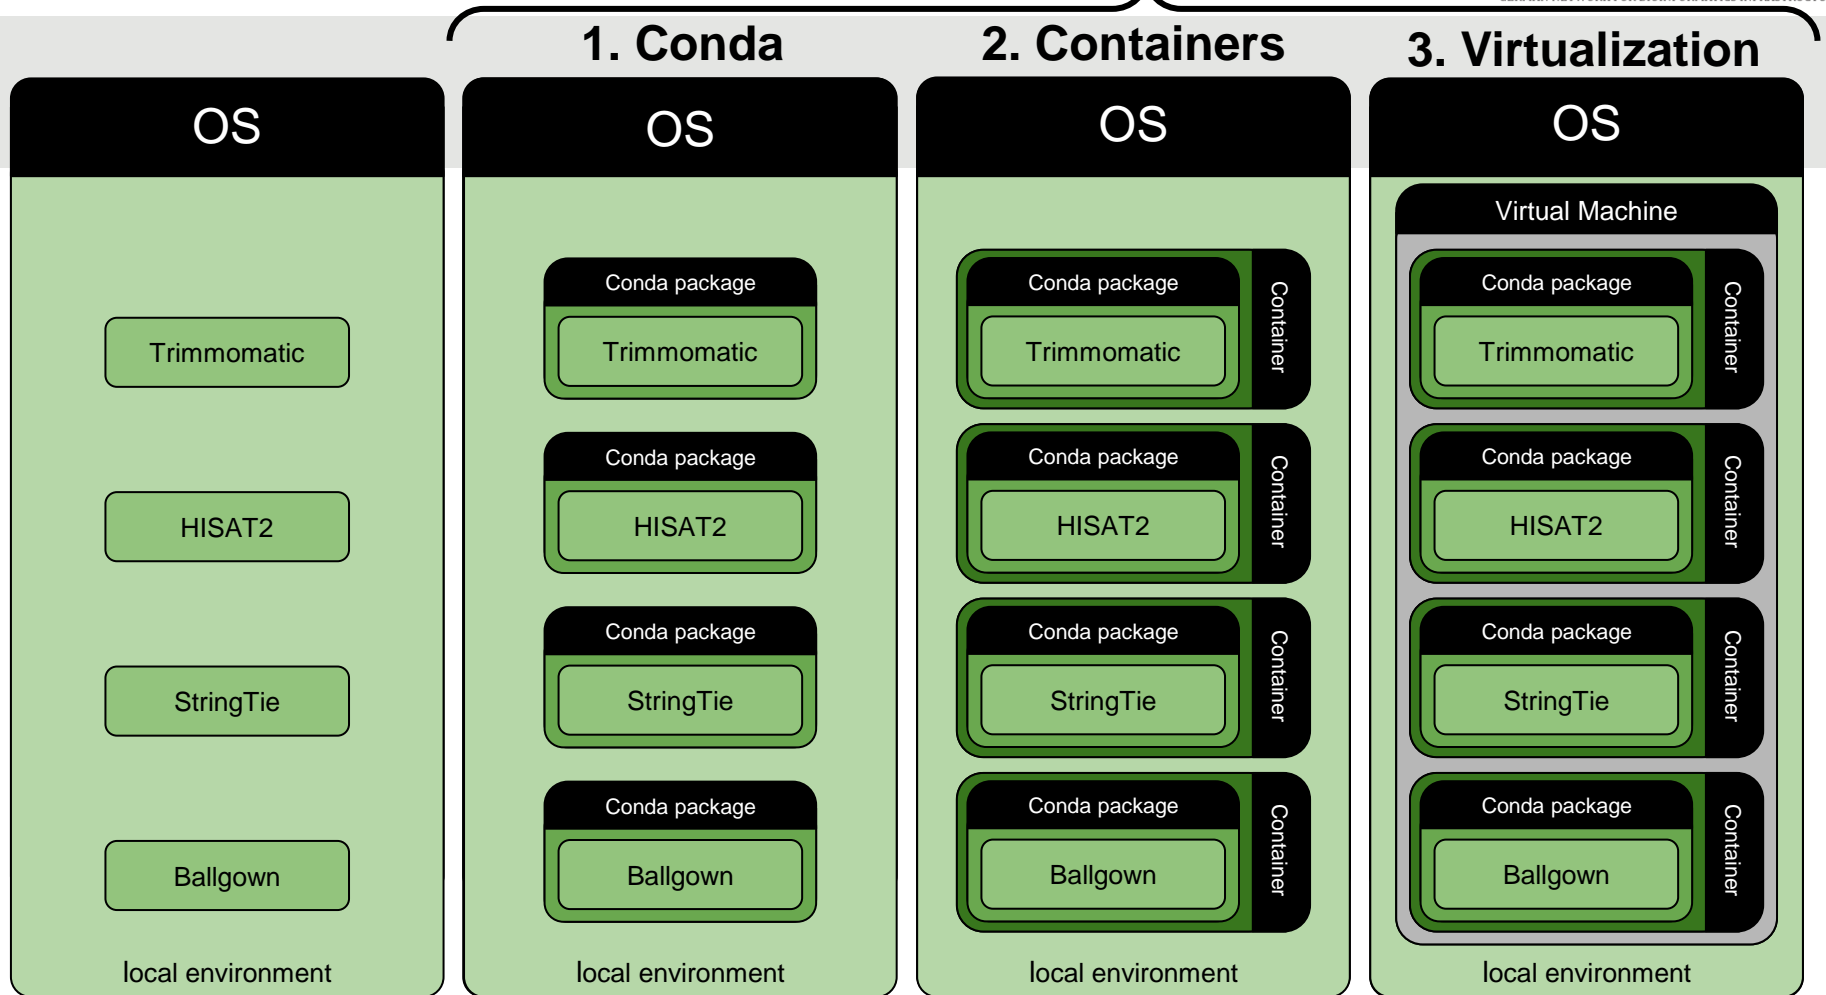 1. Conda
2. Containers
3. Virtualization
OS
Trimmomatic
HISAT2
StringTie
Ballgown
local environment
OS
Conda package
Trimmomatic
Conda package
HISAT2
Conda package
StringTie
Conda package
Ballgown
local environment
OS
Conda package
Trimmomatic
Container
Conda package
HISAT2
Container
Conda package
StringTie
Container
Conda package
Ballgown
Container
local environment
OS
Virtual Machine
Conda package
Trimmomatic
Container
Conda package
HISAT2
Container
Conda package
StringTie
Container
Conda package
Ballgown
Container
local environment